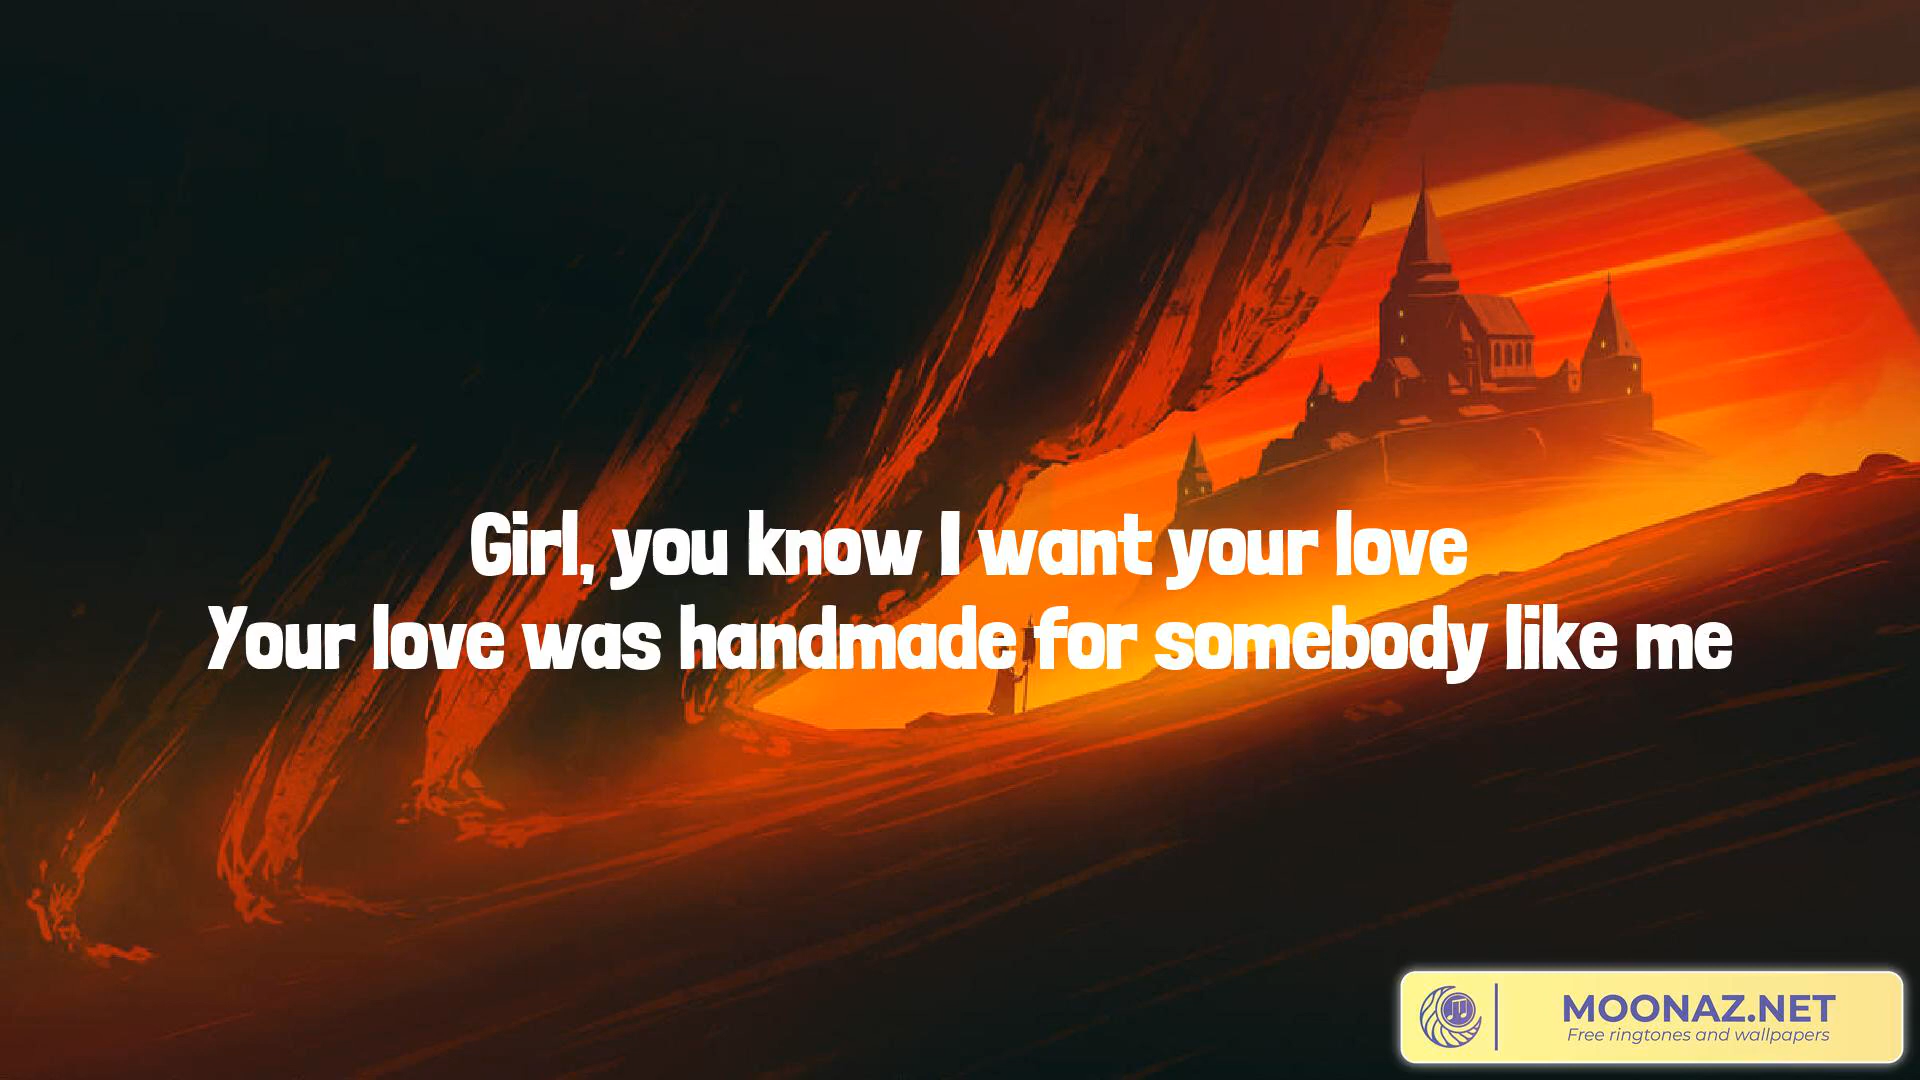 Girl, you know I want your love
Your love was handmade for somebody like me
MOONAZ.NET
Free ringtones and wallpapers